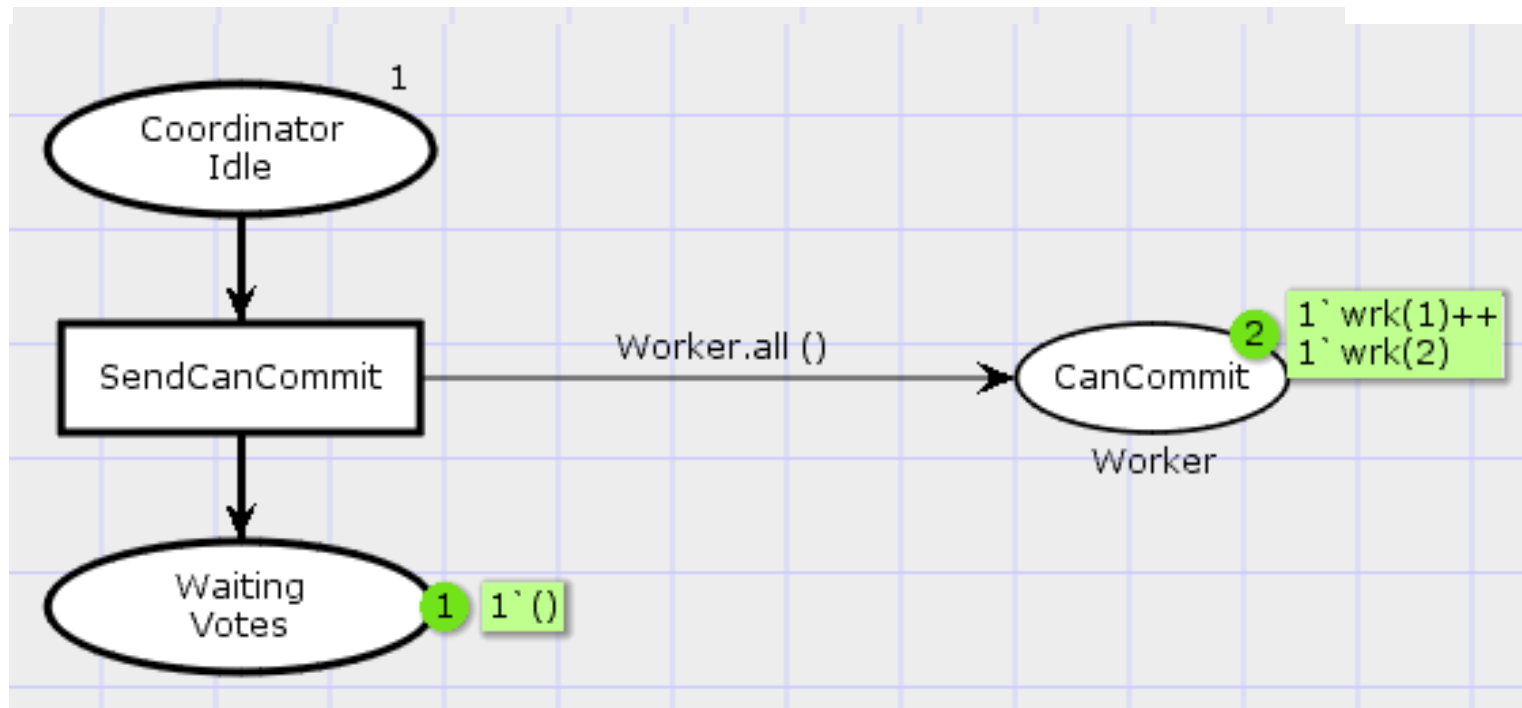 1
Coordinator
Idle
SendCanCommit
Worker.all ()
CanCommit
2
1`wrk(1)++
1`wrk(2)
Worker
Waiting
Votes
1
1`()